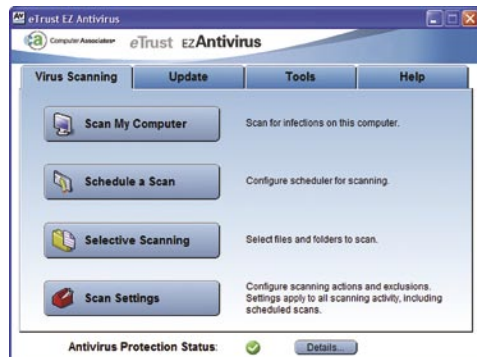 eTrust EZ Antivirus
Computer Associates® eTrust EZAntivirus
Virus Scanning Update Tools Help
Scan My Computer Scan for infections on this computer.
Schedule a Scan Configure scheduler for scanning.
Selective Scanning Select files and folders to scan.
Configure scanning actions and exclusions.
Scan Settings Settings apply to all scanning activity, including
scheduled scans.
Antivirus Protection Status: Details...